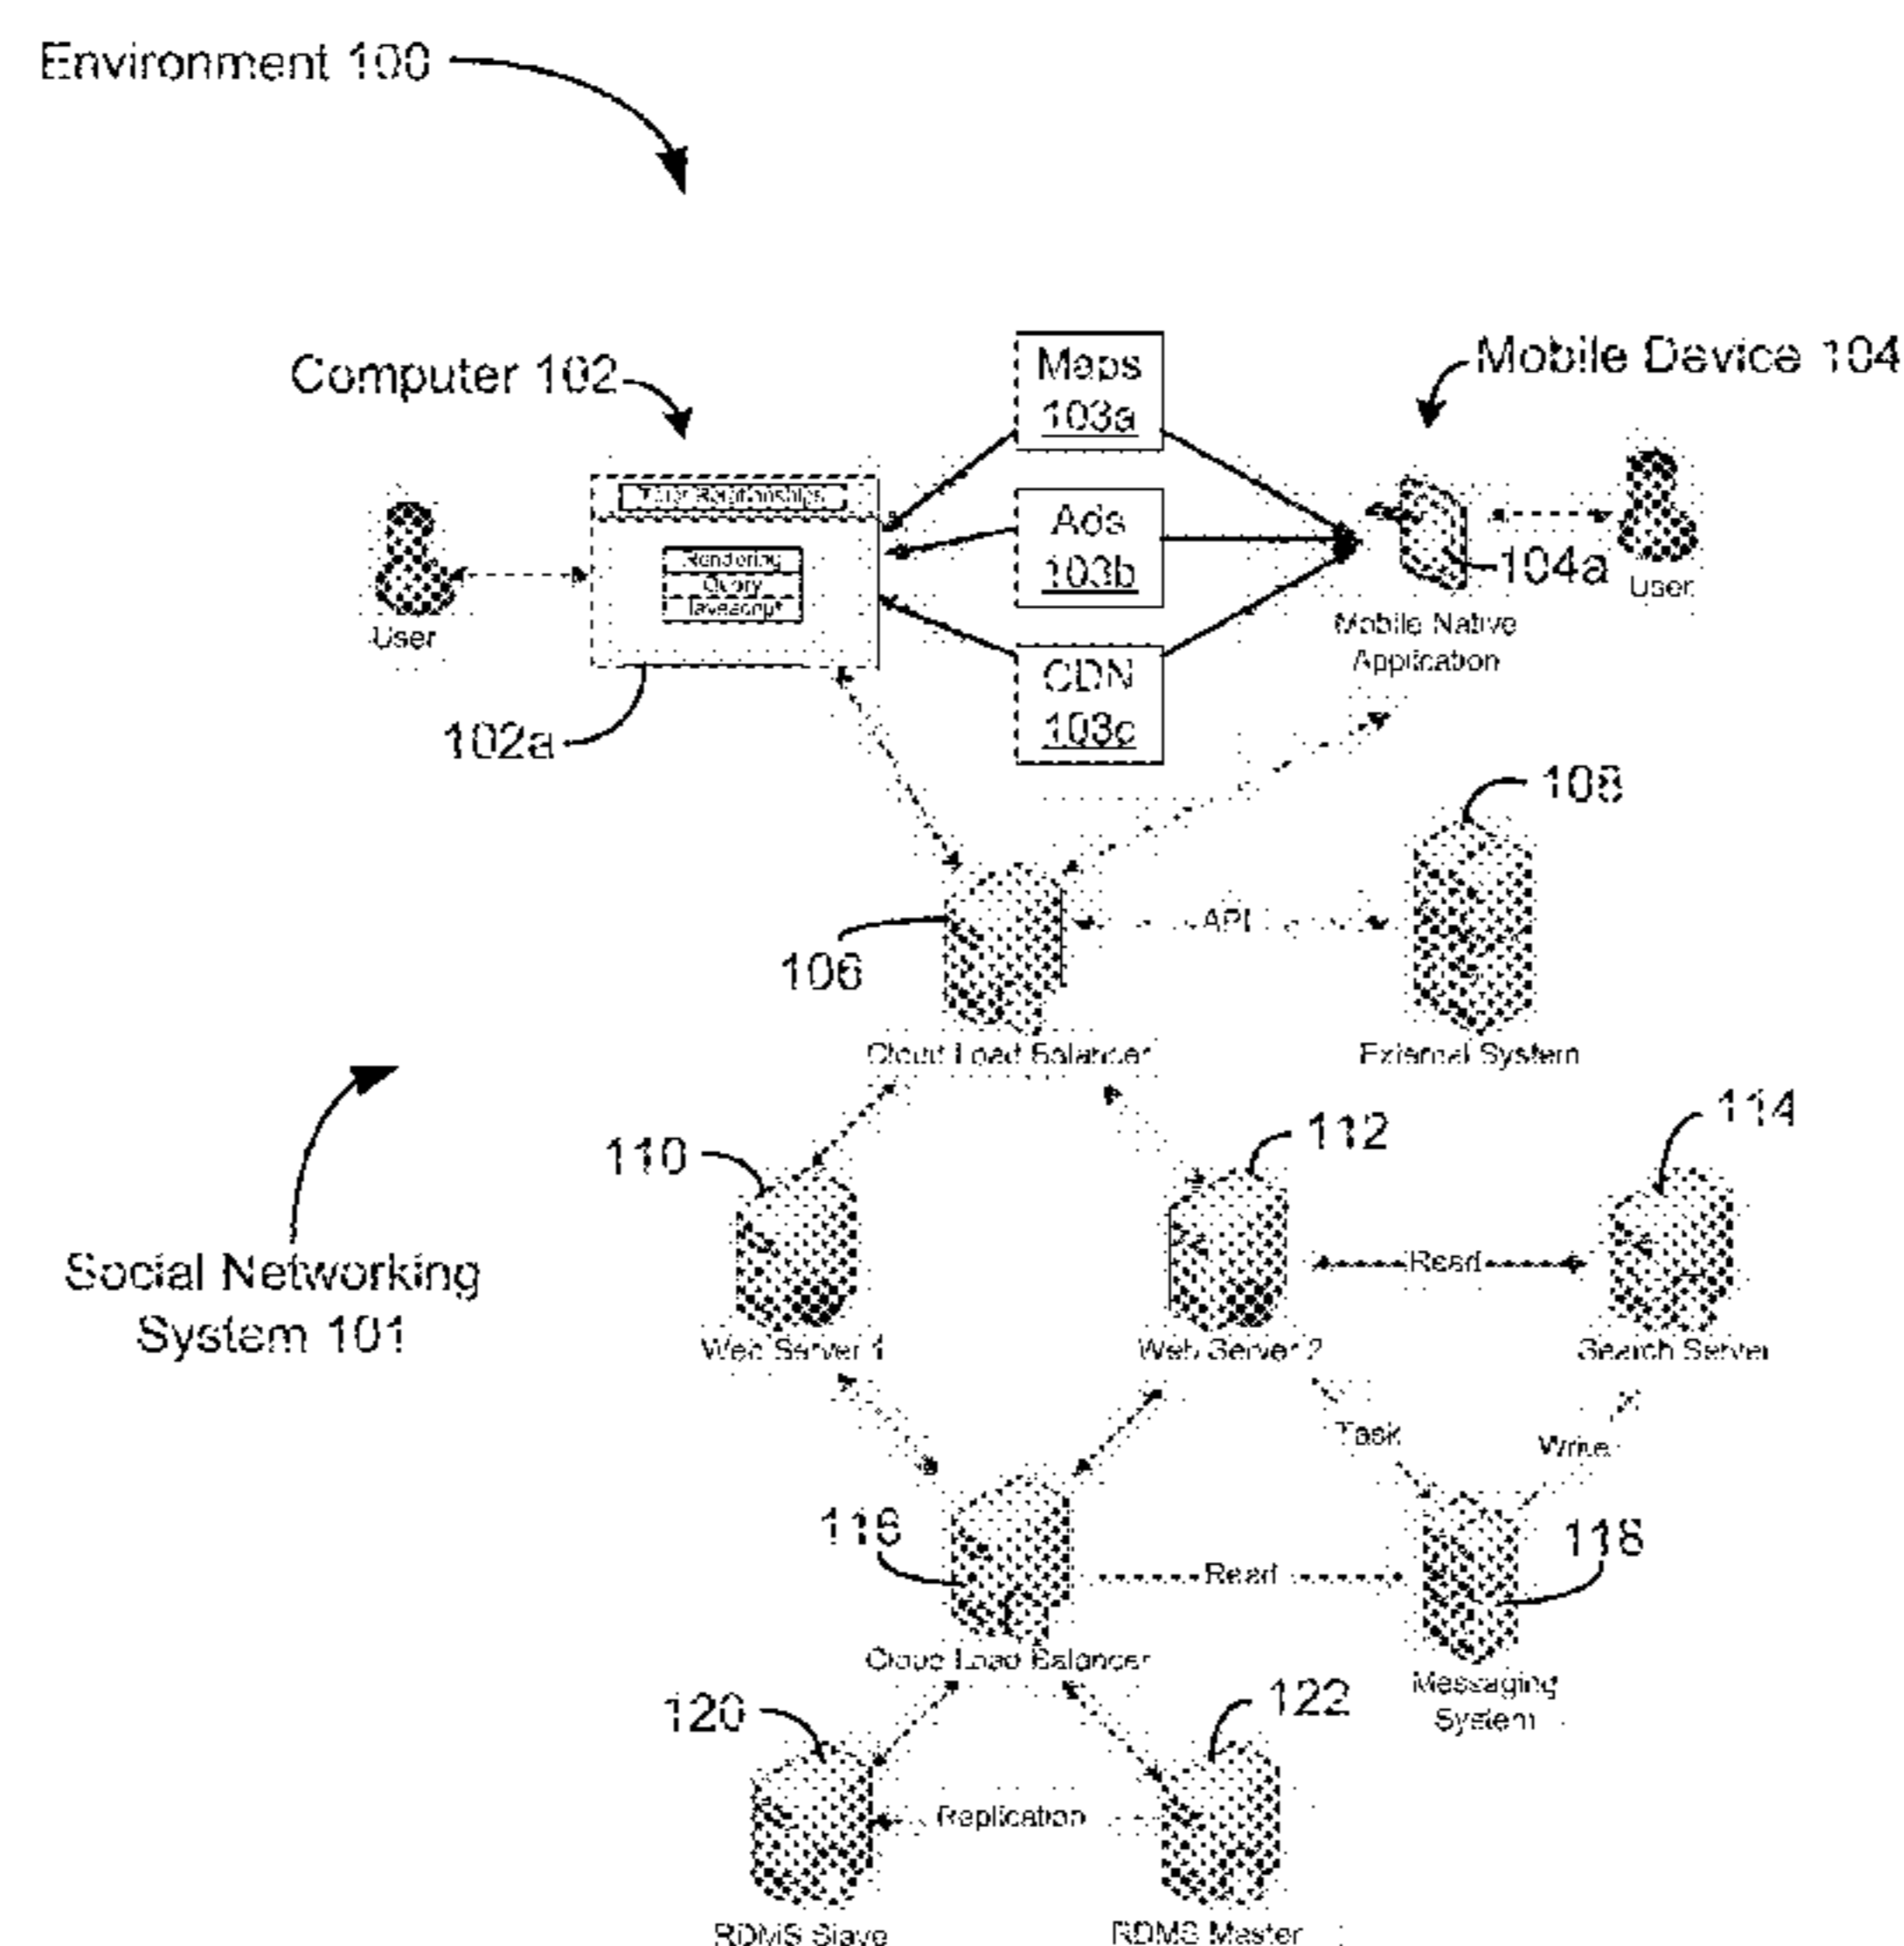 Environment 100
Computer 102
Maps
103a
Mobile Device 104
Relationships
Rendering
Query
Javascript
Ads
103b
104a
User
User
Mobile Native
Application
CDN
103c
102a
108
API
106
Cloud Load Balancer
External System
110
112
114
Read
Social Networking
System 101
Web Server 1
Web Server 2
Search Server
Task
Write
116
118
Read
Cloud Load Balancer
Messaging
System
120
122
Replication
RDMS Slave
RDMS Master